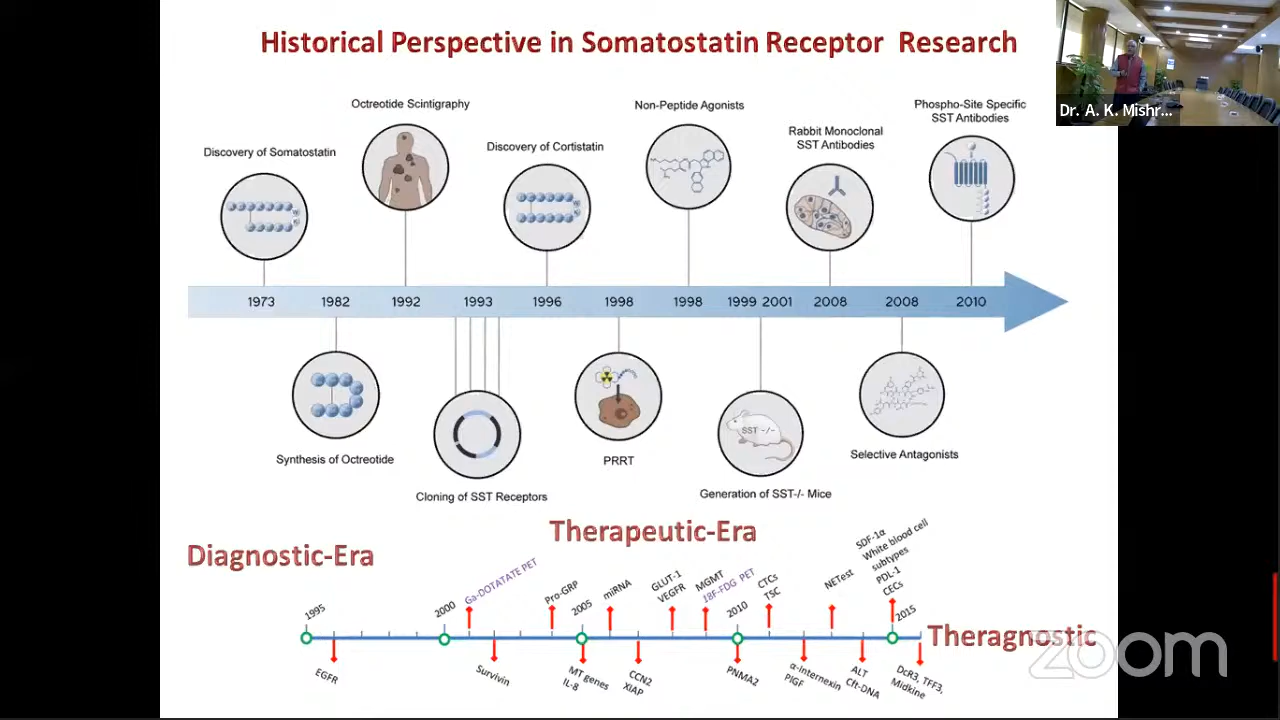 Historical Perspective in Somatostatin Receptor Research
Dr. A. K. Mishr...
Octreotide Scintigraphy
Non-Peptide Agonists
Phospho-Site Specific
SST Antibodies
Rabbit Monoclonal
SST Antibodies
Discovery of Somatostatin
Discovery of Cortistatin
1973 1982 1992 1993 1996 1998 1998 1999 2001 2008 2008 2010
SST -/-
Synthesis of Octreotide
PRRT
Selective Antagonists
Cloning of SST Receptors
Generation of SST-/- Mice
Therapeutic-Era
Diagnostic-Era
1995
2000
Ga-DOTATATE PET
Pro-GRP
2005
miRNA
GLUT-1
VEGFR
MGMT
18F-FDG PET
2010
CTCs
TSC
NETest
SDF-1α
White blood cell
subtypes
PDL-1
CECs
2015
Theragnostic
EGFR
Survivin
MT genes
IL-8
CCN2
XIAP
PNMA2
α-Internexin
PlGF
ALT
Cft-DNA
DcR3, TFF3,
Midkine
zoom